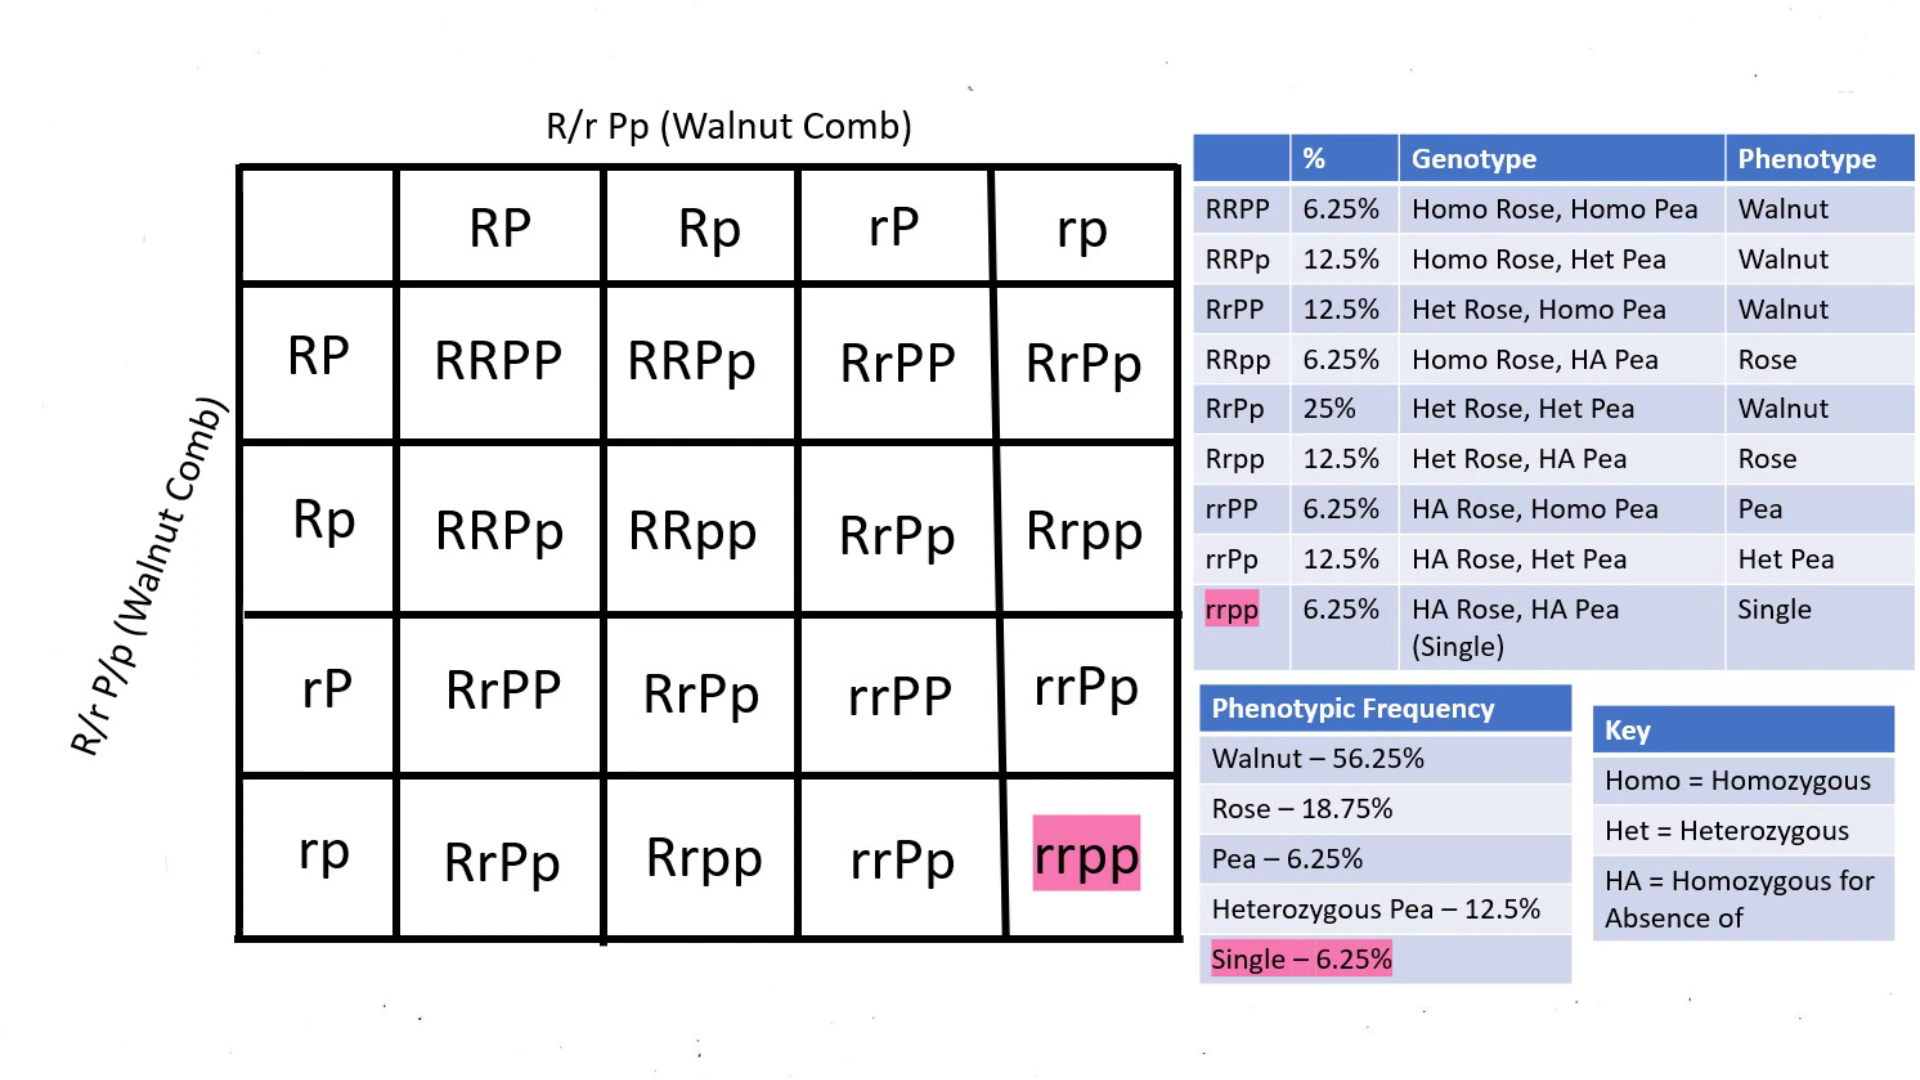 R/r Pp (Walnut Comb)
R/r P/p (Walnut Comb)
RP Rp rP rp
RP RRPP RRPp RrPP RrPp
Rp RRPp RRpp RrPp Rrpp
rP RrPP RrPp rrPP rrPp
rp RrPp Rrpp rrPp rrpp
% Genotype Phenotype
RRPP 6.25% Homo Rose, Homo Pea Walnut
RRPp 12.5% Homo Rose, Het Pea Walnut
RrPP 12.5% Het Rose, Homo Pea Walnut
RRpp 6.25% Homo Rose, HA Pea Rose
RrPp 25% Het Rose, Het Pea Walnut
Rrpp 12.5% Het Rose, HA Pea Rose
rrPP 6.25% HA Rose, Homo Pea Pea
rrPp 12.5% HA Rose, Het Pea Het Pea
rrpp 6.25% HA Rose, HA Pea Single
(Single)
Phenotypic Frequency
Walnut – 56.25%
Rose – 18.75%
Pea – 6.25%
Heterozygous Pea – 12.5%
Single – 6.25%
Key
Homo = Homozygous
Het = Heterozygous
HA = Homozygous for
Absence of